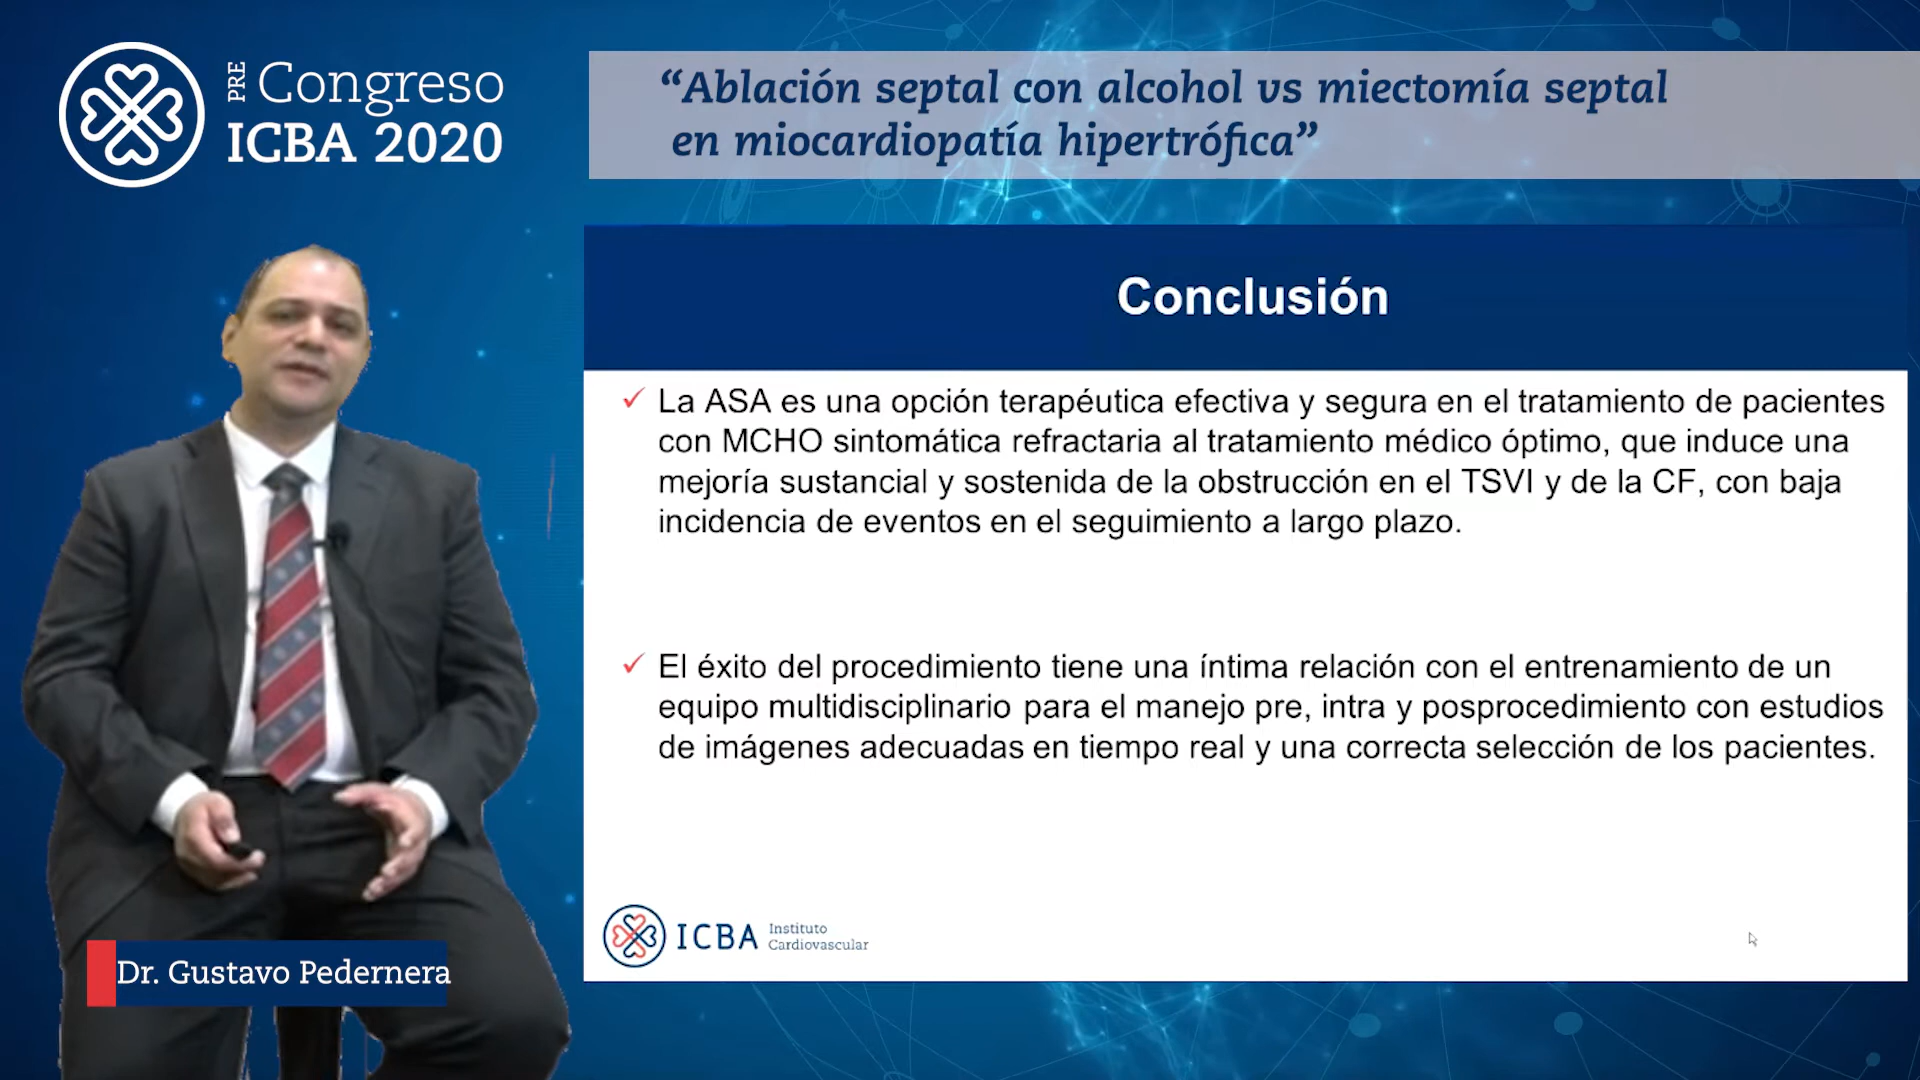 PRE Congreso
ICBA 2020
“Ablación septal con alcohol vs miectomía septal
en miocardiopatía hipertrófica”
Conclusión
✓ La ASA es una opción terapéutica efectiva y segura en el tratamiento de pacientes
con MCHO sintomática refractaria al tratamiento médico óptimo, que induce una
mejoría sustancial y sostenida de la obstrucción en el TSVI y de la CF, con baja
incidencia de eventos en el seguimiento a largo plazo.
✓ El éxito del procedimiento tiene una íntima relación con el entrenamiento de un
equipo multidisciplinario para el manejo pre, intra y posprocedimiento con estudios
de imágenes adecuadas en tiempo real y una correcta selección de los pacientes.
ICBA Instituto
Cardiovascular
Dr. Gustavo Pedernera